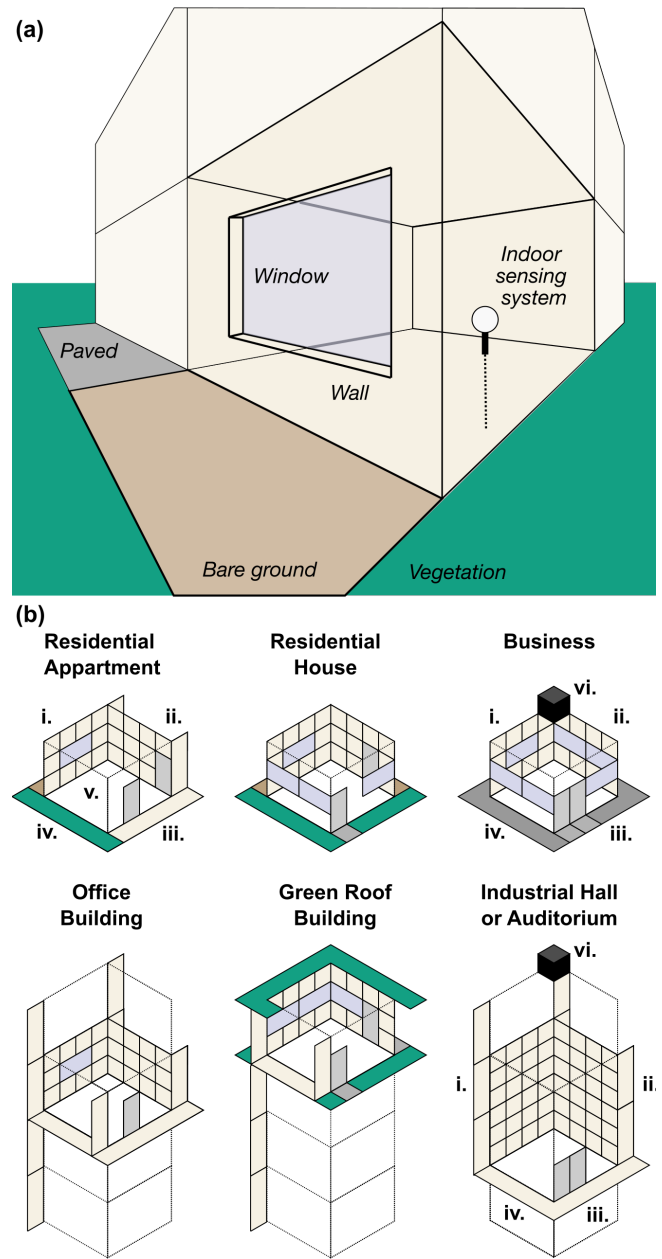 (a)
Indoor
sensing
system
Window
Paved
Wall
Bare ground
Vegetation
(b)
Residential
Appartment
Residential
House
Business
i.
ii.
v.
iv.
iii.
vi.
i.
ii.
iv.
iii.
Office
Building
Green Roof
Building
Industrial Hall
or Auditorium
vi.
i.
ii.
iv.
iii.